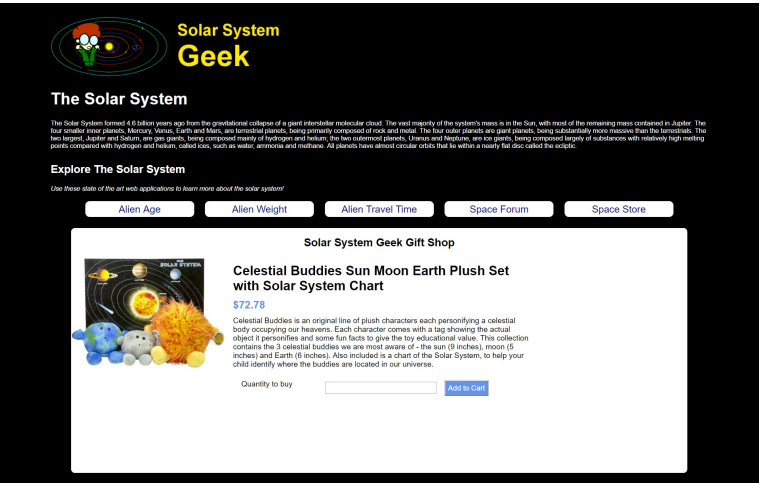 Solar System
Geek
The Solar System
The Solar System formed 4.6 billion years ago from the gravitational collapse of a giant interstellar molecular cloud. The vast majority of the system's mass is in the Sun, with most of the remaining mass contained in Jupiter. The
four smaller inner planets, Mercury, Venus, Earth and Mars, are terrestrial planets, being primarily composed of rock and metal. The four outer planets are giant planets, being substantially more massive than the terrestrials. The
two largest, Jupiter and Saturn, are gas giants, being composed mainly of hydrogen and helium; the two outermost planets, Uranus and Neptune, are ice giants, being composed largely of substances with relatively high melting
points compared with hydrogen and helium, called ices, such as water, ammonia and methane. All planets have almost circular orbits that lie within a nearly flat disc called the ecliptic.
Explore The Solar System
Use these state of the art web applications to learn more about the solar system!
Alien Age
Alien Weight
Alien Travel Time
Space Forum
Space Store
Solar System Geek Gift Shop
SOLAR SYSTEM
Celestial Buddies Sun Moon Earth Plush Set
with Solar System Chart
$72.78
Celestial Buddies is an original line of plush characters each personifying a celestial
body occupying our heavens. Each character comes with a tag showing the actual
object it personifies and some fun facts to give the toy educational value. This collection
contains the 3 celestial buddies we are most aware of - the sun (9 inches), moon (5
inches) and Earth (6 inches). Also included is a chart of the Solar System, to help your
child identify where the buddies are located in our universe.
Quantity to buy
Add to Cart